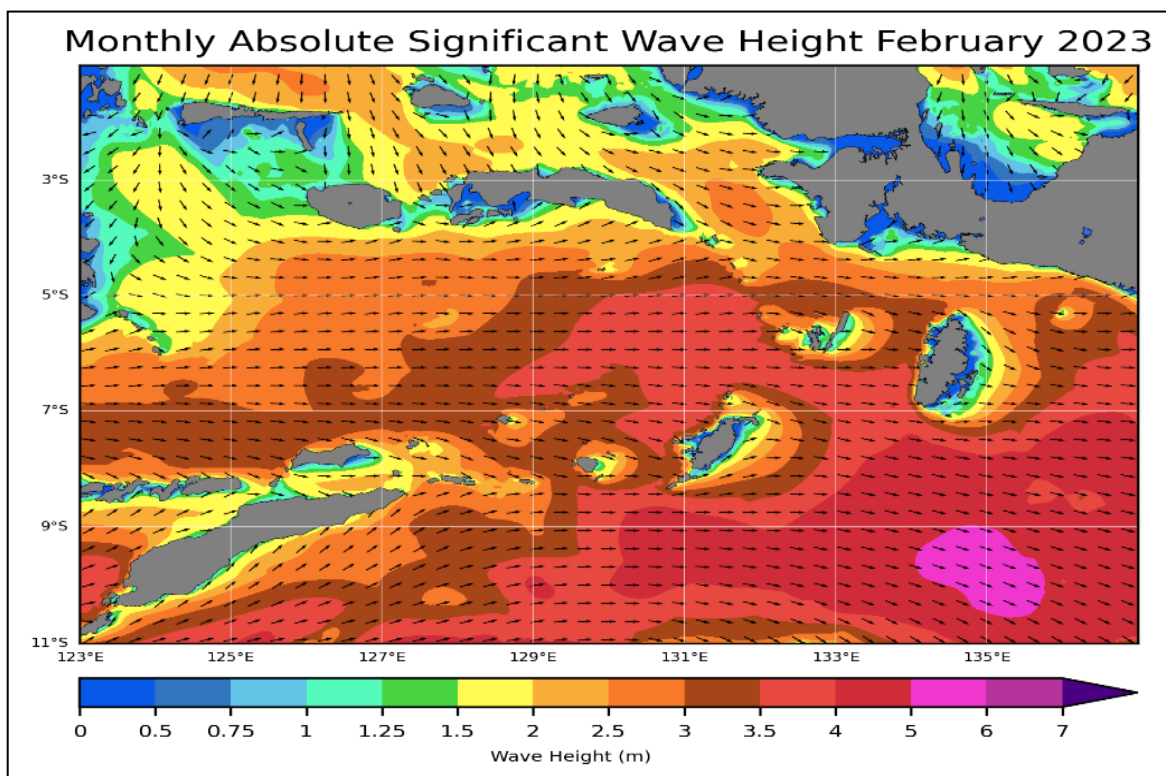 Monthly Absolute Significant Wave Height February 2023
3°S
5°S
7°S
9°S
11°S
123°E 125°E 127°E 129°E 131°E 133°E 135°E
0 0.5 0.75 1 1.25 1.5 2 2.5 3 3.5 4 5 6 7
Wave Height (m)